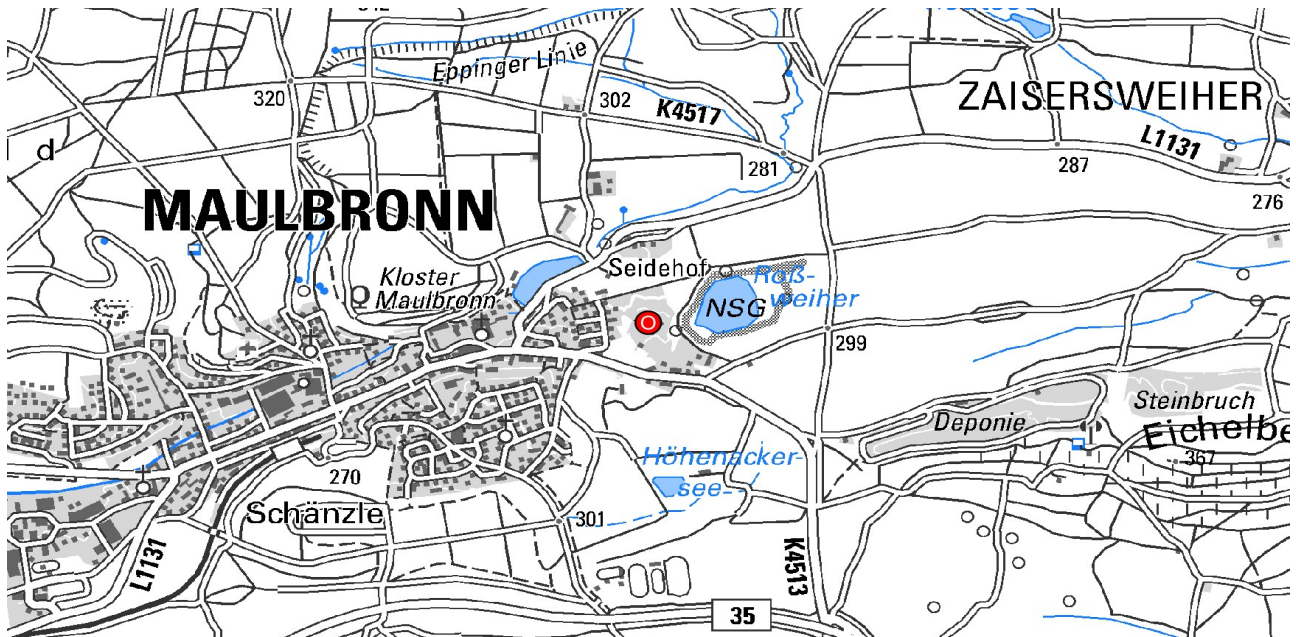 Eppinger Linie
320
302
K4517
ZAISERSWEIHER
L1131
d
281
287
276
MAULBRONN
Kloster
Maulbronn
Seidehof
Roß-
weiher
NSG
299
Deponie
Steinbruch
Eichelbe
367
Höhenacker-
see
270
Schänzle
301
L1131
K4513
35